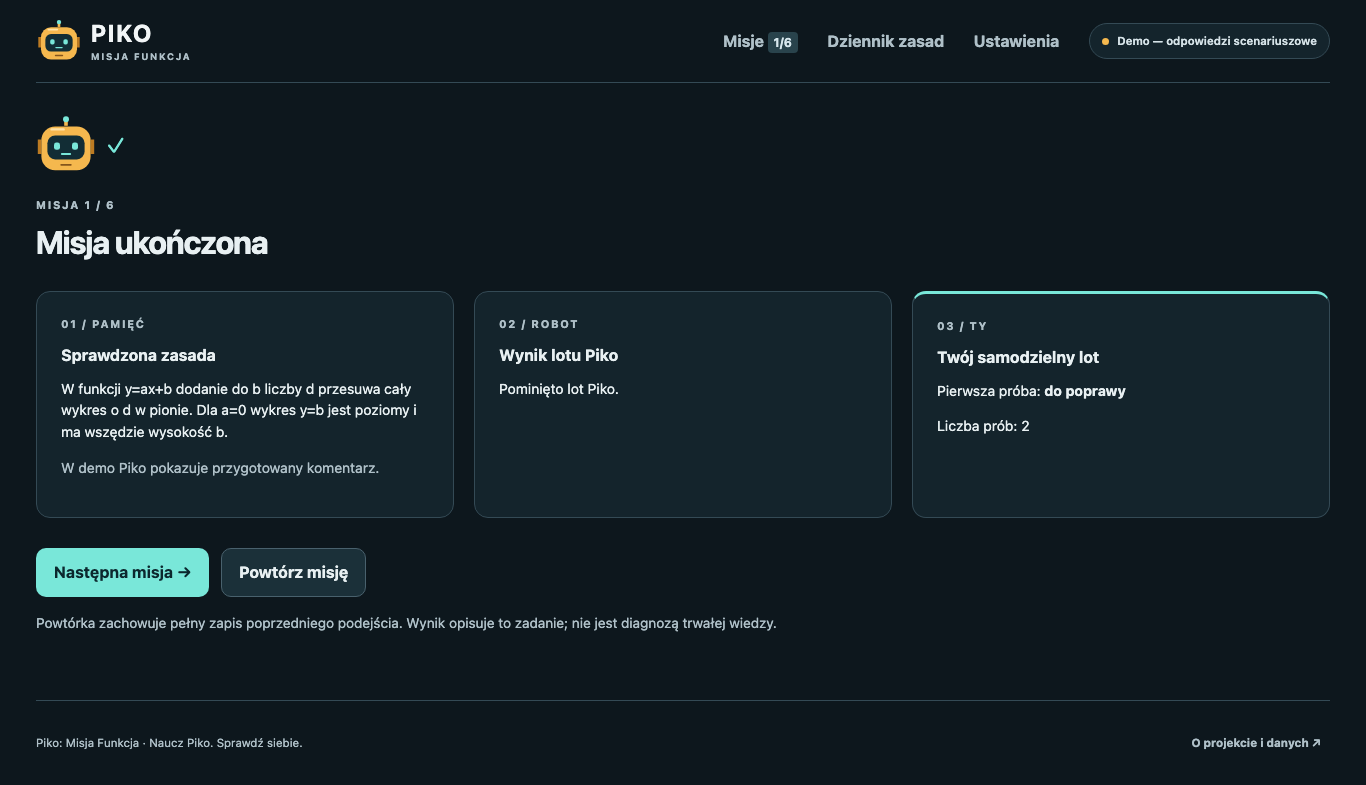 PIKO
MISJA FUNKCJA
Misje 1/6
Dziennik zasad
Ustawienia
Demo — odpowiedzi scenariuszowe
MISJA 1 / 6
Misja ukończona
01 / PAMIĘĆ
Sprawdzona zasada
W funkcji y=ax+b dodanie do b liczby d przesuwa cały
wykres o d w pionie. Dla a=0 wykres y=b jest poziomy i
ma wszędzie wysokość b.
W demo Piko pokazuje przygotowany komentarz.
02 / ROBOT
Wynik lotu Piko
Pominięto lot Piko.
03 / TY
Twój samodzielny lot
Pierwsza próba: do poprawy
Liczba prób: 2
Następna misja →
Powtórz misję
Powtórka zachowuje pełny zapis poprzedniego podejścia. Wynik opisuje to zadanie; nie jest diagnozą trwałej wiedzy.
Piko: Misja Funkcja · Naucz Piko. Sprawdź siebie.
O projekcie i danych ↗